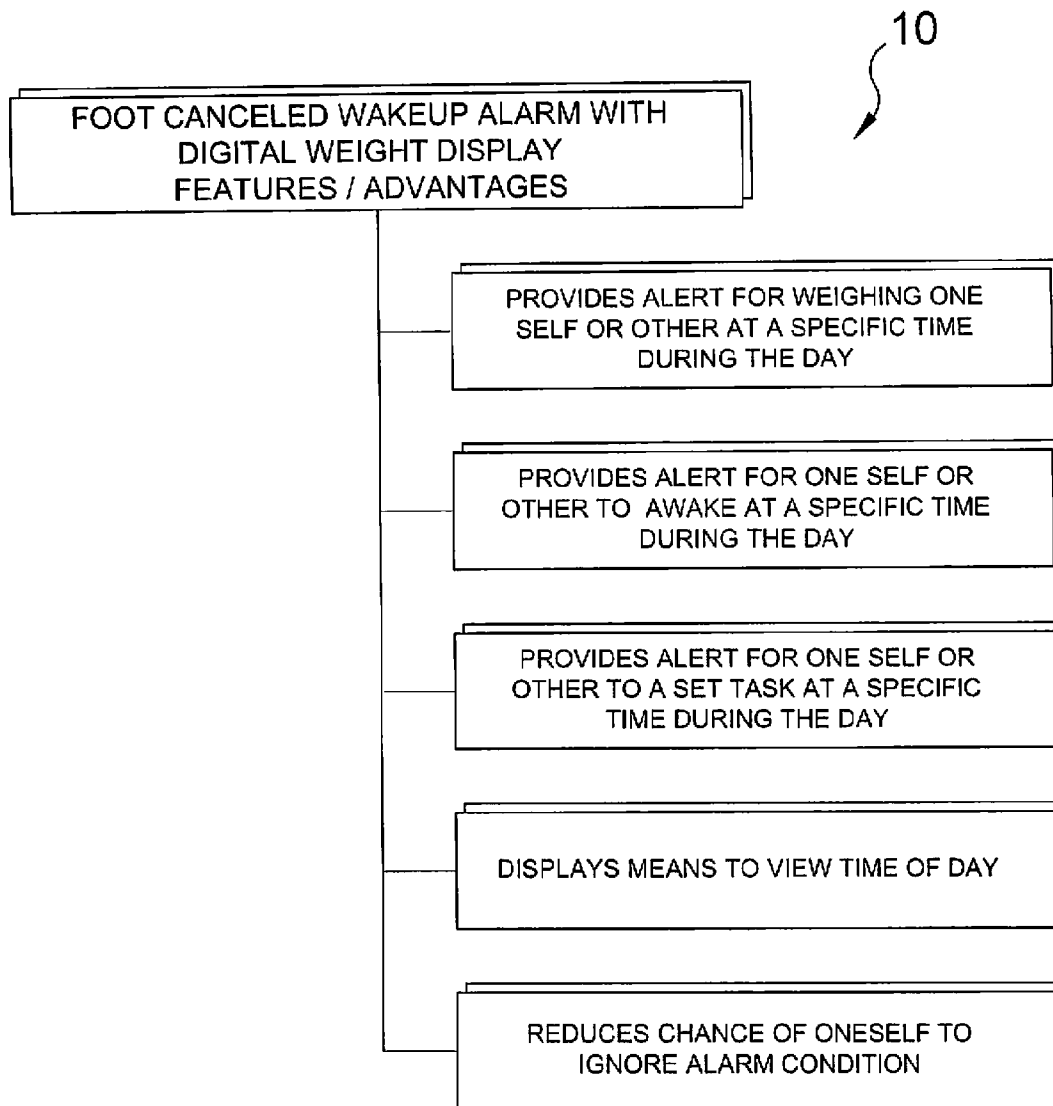 10
FOOT CANCELED WAKEUP ALARM WITH
DIGITAL WEIGHT DISPLAY
FEATURES / ADVANTAGES
PROVIDES ALERT FOR WEIGHING ONE
SELF OR OTHER AT A SPECIFIC TIME
DURING THE DAY
PROVIDES ALERT FOR ONE SELF OR
OTHER TO AWAKE AT A SPECIFIC TIME
DURING THE DAY
PROVIDES ALERT FOR ONE SELF OR
OTHER TO A SET TASK AT A SPECIFIC
TIME DURING THE DAY
DISPLAYS MEANS TO VIEW TIME OF DAY
REDUCES CHANCE OF ONESELF TO
IGNORE ALARM CONDITION